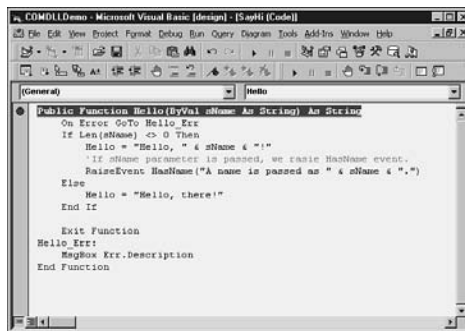 COMDLLDemo - Microsoft Visual Basic [design] - [SayHi (Code)]
File Edit View Project Format Debug Run Query Diagram Tools Add-Ins Window Help
(General) Hello
Public Function Hello(ByVal sName As String) As String
On Error GoTo Hello_Err
If Len(sName) <> 0 Then
Hello = "Hello, " & sName & "!"
'If sName parameter is passed, we rasie HasName event.
RaiseEvent HasName("A name is passed as " & sName & ".")
Else
Hello = "Hello, there!"
End If
Exit Function
Hello_Err:
MsgBox Err.Description
End Function